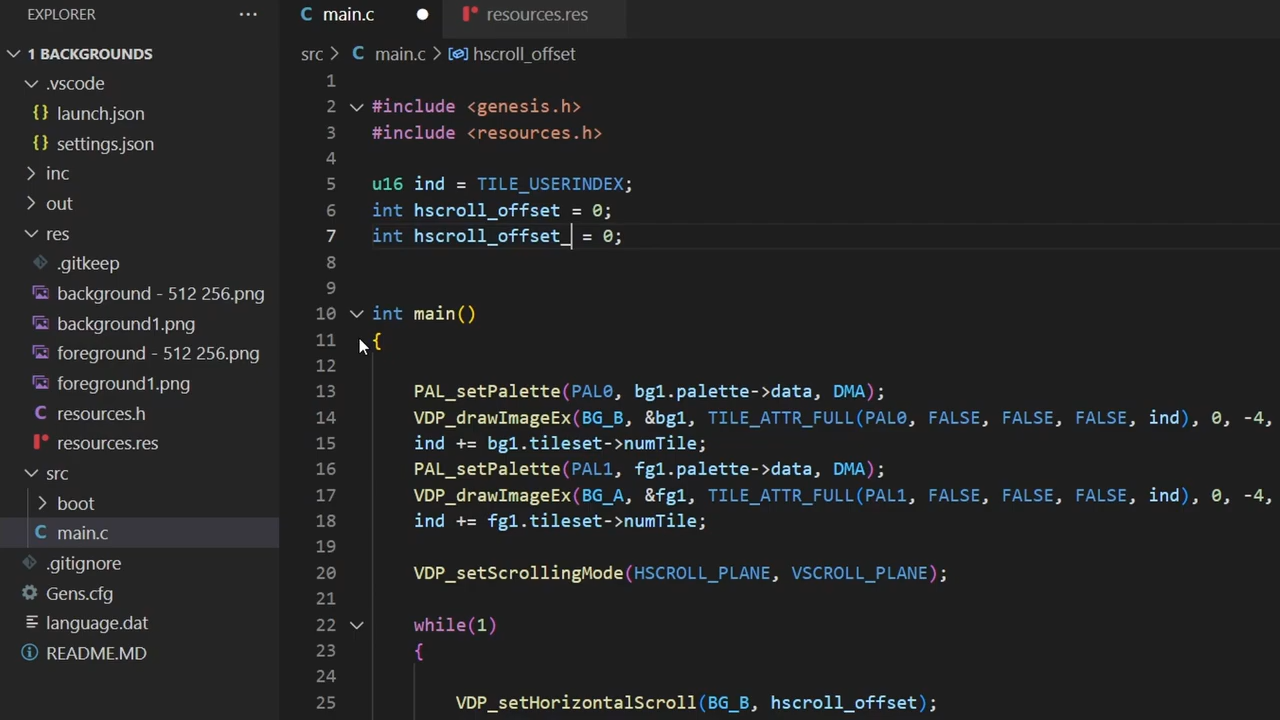 EXPLORER ...
1 BACKGROUNDS
.vscode
{} launch.json
{} settings.json
inc
out
res
.gitkeep
background - 512 256.png
background1.png
foreground - 512 256.png
foreground1.png
C resources.h
resources.res
src
boot
C main.c
.gitignore
Gens.cfg
language.dat
README.MD
C main.c
resources.res
src > C main.c > hscroll_offset
1
2 #include <genesis.h>
3 #include <resources.h>
4
5 u16 ind = TILE_USERINDEX;
6 int hscroll_offset = 0;
7 int hscroll_offset_ = 0;
8
9
10 int main()
11 {
12
13 PAL_setPalette(PAL0, bg1.palette->data, DMA);
14 VDP_drawImageEx(BG_B, &bg1, TILE_ATTR_FULL(PAL0, FALSE, FALSE, FALSE, ind), 0, -4,
15 ind += bg1.tileset->numTile;
16 PAL_setPalette(PAL1, fg1.palette->data, DMA);
17 VDP_drawImageEx(BG_A, &fg1, TILE_ATTR_FULL(PAL1, FALSE, FALSE, FALSE, ind), 0, -4,
18 ind += fg1.tileset->numTile;
19
20 VDP_setScrollingMode(HSCROLL_PLANE, VSCROLL_PLANE);
21
22 while(1)
23 {
24
25 VDP_setHorizontalScroll(BG_B, hscroll_offset);